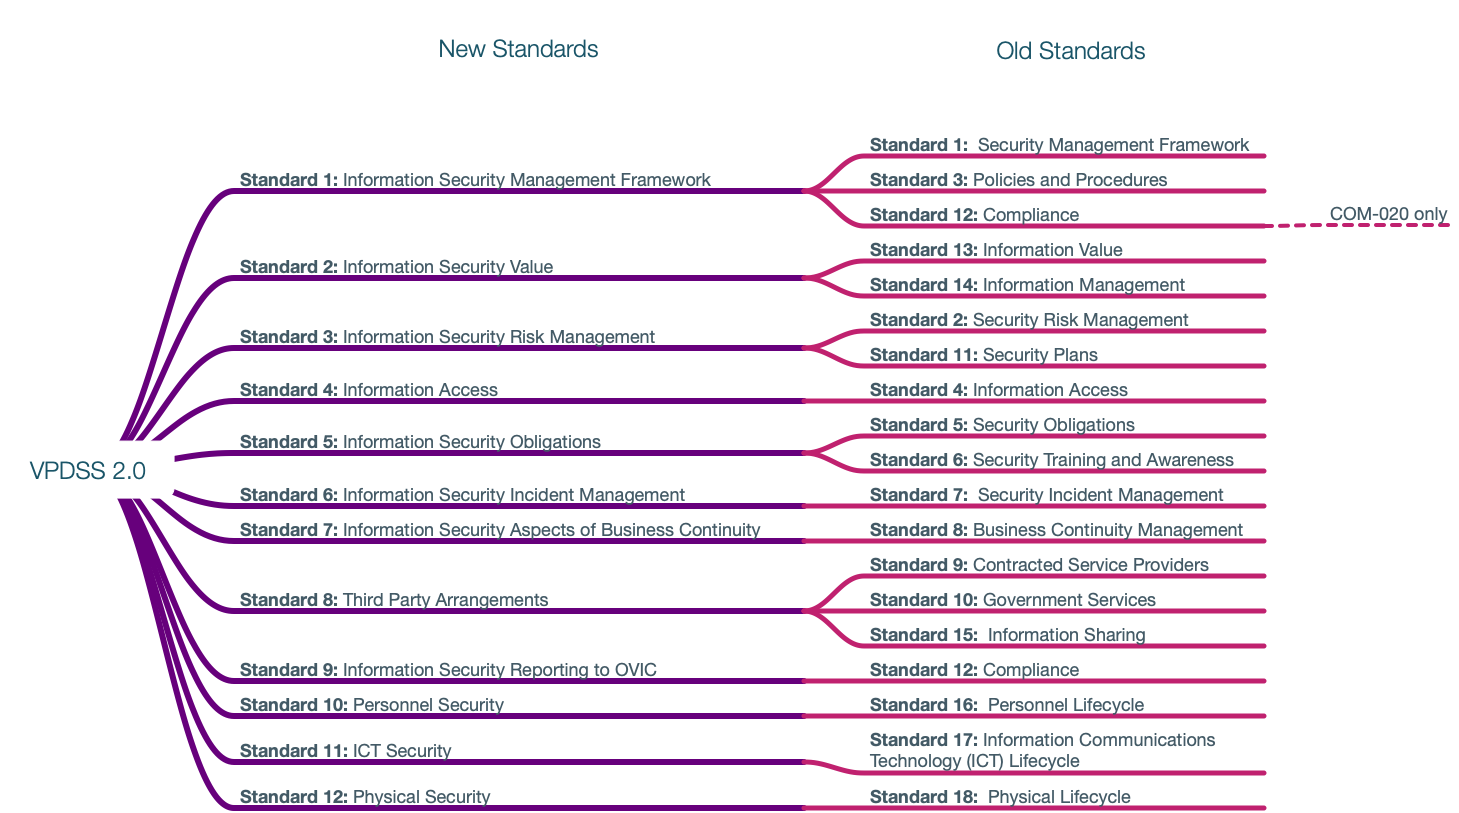 New Standards
Old Standards
VPDSS 2.0
Standard 1: Information Security Management Framework
Standard 1: Security Management Framework
Standard 3: Policies and Procedures
Standard 12: Compliance
COM-020 only
Standard 2: Information Security Value
Standard 13: Information Value
Standard 14: Information Management
Standard 3: Information Security Risk Management
Standard 2: Security Risk Management
Standard 11: Security Plans
Standard 4: Information Access
Standard 4: Information Access
Standard 5: Information Security Obligations
Standard 5: Security Obligations
Standard 6: Security Training and Awareness
Standard 6: Information Security Incident Management
Standard 7: Security Incident Management
Standard 7: Information Security Aspects of Business Continuity
Standard 8: Business Continuity Management
Standard 8: Third Party Arrangements
Standard 9: Contracted Service Providers
Standard 10: Government Services
Standard 15: Information Sharing
Standard 9: Information Security Reporting to OVIC
Standard 12: Compliance
Standard 10: Personnel Security
Standard 16: Personnel Lifecycle
Standard 11: ICT Security
Standard 17: Information Communications
Technology (ICT) Lifecycle
Standard 12: Physical Security
Standard 18: Physical Lifecycle